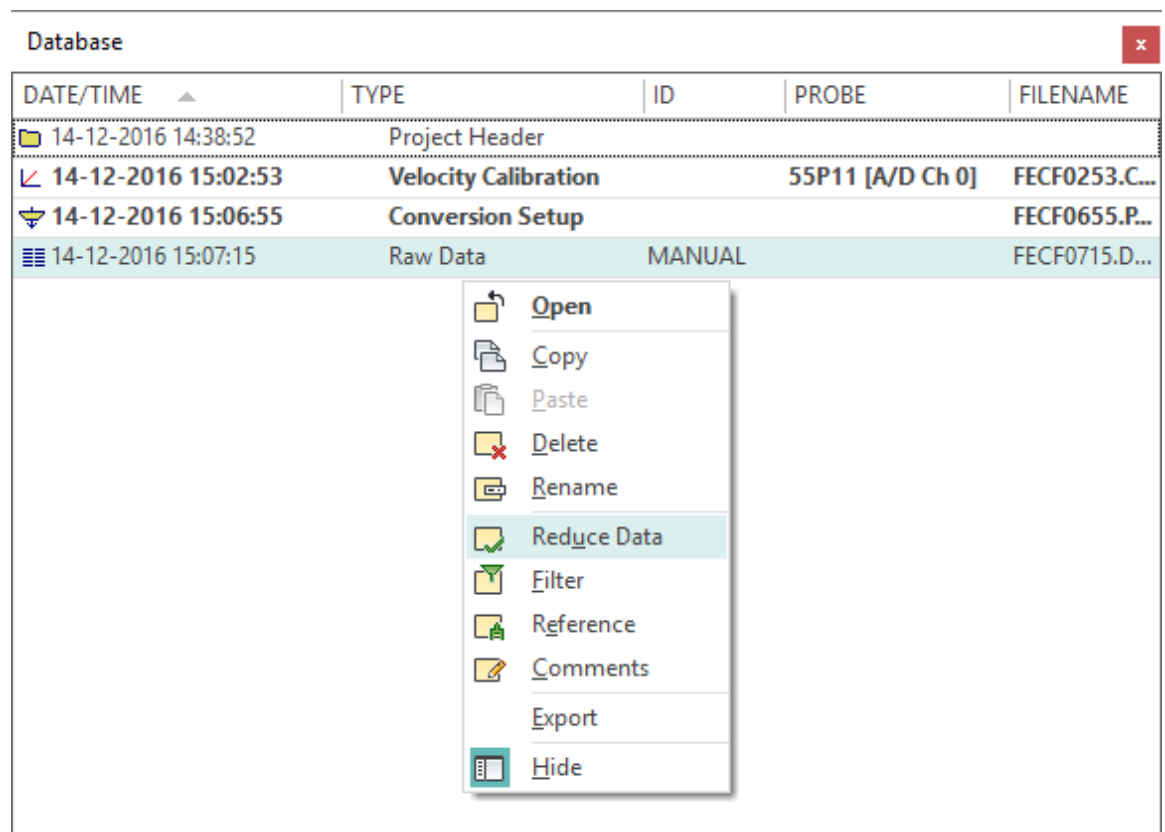 Database
x
DATE/TIME TYPE ID PROBE FILENAME
14-12-2016 14:38:52 Project Header
14-12-2016 15:02:53 Velocity Calibration 55P11 [A/D Ch 0] FECF0253.C...
14-12-2016 15:06:55 Conversion Setup FECF0655.P...
14-12-2016 15:07:15 Raw Data MANUAL FECF0715.D...
Open
Copy
Paste
Delete
Rename
Reduce Data
Filter
Reference
Comments
Export
Hide